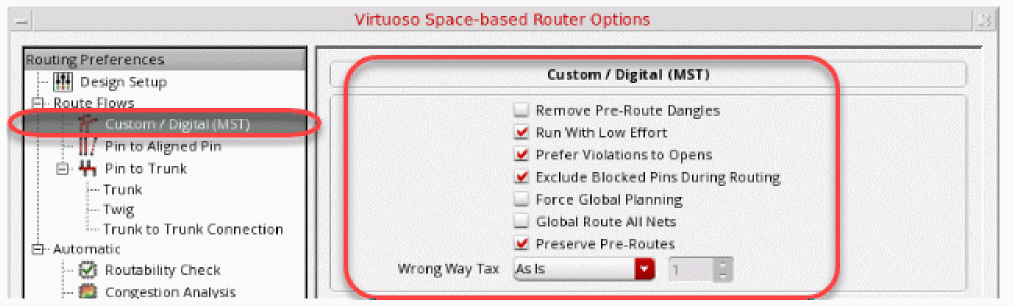 Virtuoso Space-based Router Options
Routing Preferences
Design Setup
Route Flows
Custom / Digital (MST)
Pin to Aligned Pin
Pin to Trunk
Trunk
Twig
Trunk to Trunk Connection
Automatic
Routability Check
Congestion Analysis
Custom / Digital (MST)
Remove Pre-Route Dangles
Run With Low Effort
Prefer Violations to Opens
Exclude Blocked Pins During Routing
Force Global Planning
Global Route All Nets
Preserve Pre-Routes
Wrong Way Tax As Is 1